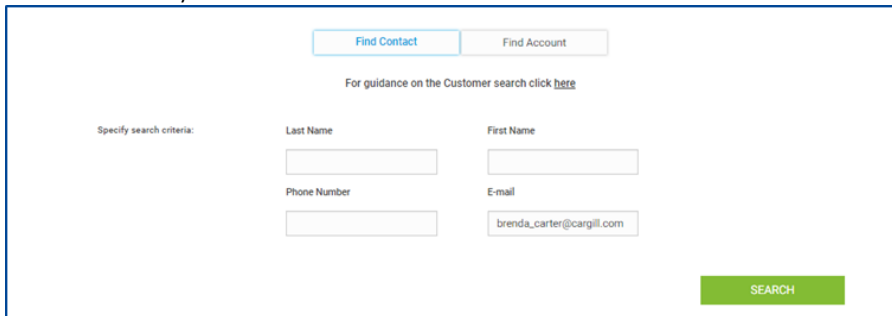 Find Contact Find Account
For guidance on the Customer search click here
Specify search criteria: Last Name First Name
Phone Number E-mail
brenda_carter@cargill.com
SEARCH